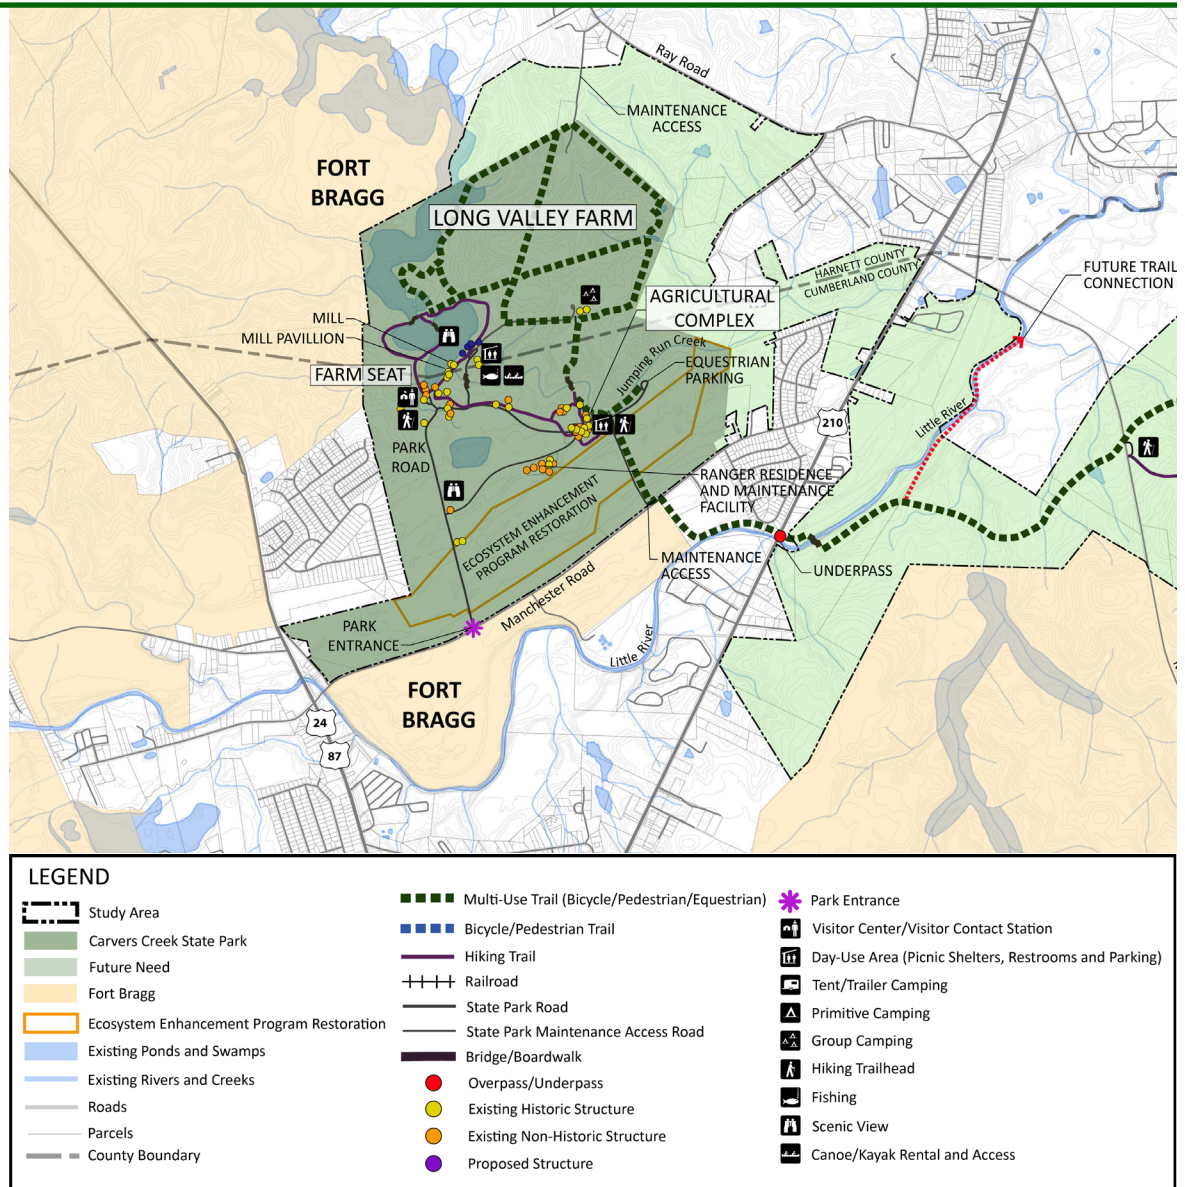 Ray Road
MAINTENANCE
ACCESS
FORT
BRAGG
LONG VALLEY FARM
HARNETT COUNTY
CUMBERLAND COUNTY
FUTURE TRAIL
CONNECTION
AGRICULTURAL
COMPLEX
MILL
MILL PAVILLION
FARM SEAT
Jumping Run Creek
EQUESTRIAN
PARKING
Little River
210
PARK
ROAD
RANGER RESIDENCE
AND MAINTENANCE
FACILITY
ECOSYSTEM ENHANCEMENT
PROGRAM RESTORATION
MAINTENANCE
ACCESS
UNDERPASS
Manchester Road
PARK
ENTRANCE
Little River
FORT
BRAGG
24
87
LEGEND
Study Area
Carvers Creek State Park
Future Need
Fort Bragg
Ecosystem Enhancement Program Restoration
Existing Ponds and Swamps
Existing Rivers and Creeks
Roads
Parcels
County Boundary
Multi-Use Trail (Bicycle/Pedestrian/Equestrian)
Bicycle/Pedestrian Trail
Hiking Trail
Railroad
State Park Road
State Park Maintenance Access Road
Bridge/Boardwalk
Overpass/Underpass
Existing Historic Structure
Existing Non-Historic Structure
Proposed Structure
Park Entrance
Visitor Center/Visitor Contact Station
Day-Use Area (Picnic Shelters, Restrooms and Parking)
Tent/Trailer Camping
Primitive Camping
Group Camping
Hiking Trailhead
Fishing
Scenic View
Canoe/Kayak Rental and Access